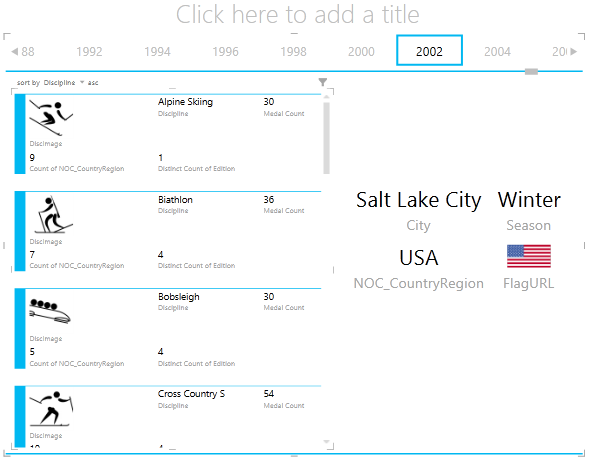 Click here to add a title
88 1992 1994 1996 1998 2000 2002 2004
sort by Discipline asc
Alpine Skiing 30
Discipline Medal Count
DiscImage
9 1
Count of NOC_CountryRegion Distinct Count of Edition
Biathlon 36
Discipline Medal Count
DiscImage
7 4
Count of NOC_CountryRegion Distinct Count of Edition
Bobsleigh 30
Discipline Medal Count
DiscImage
5 4
Count of NOC_CountryRegion Distinct Count of Edition
Cross Country S 54
Discipline Medal Count
DiscImage
Salt Lake City Winter
City Season
USA
NOC_CountryRegion FlagURL